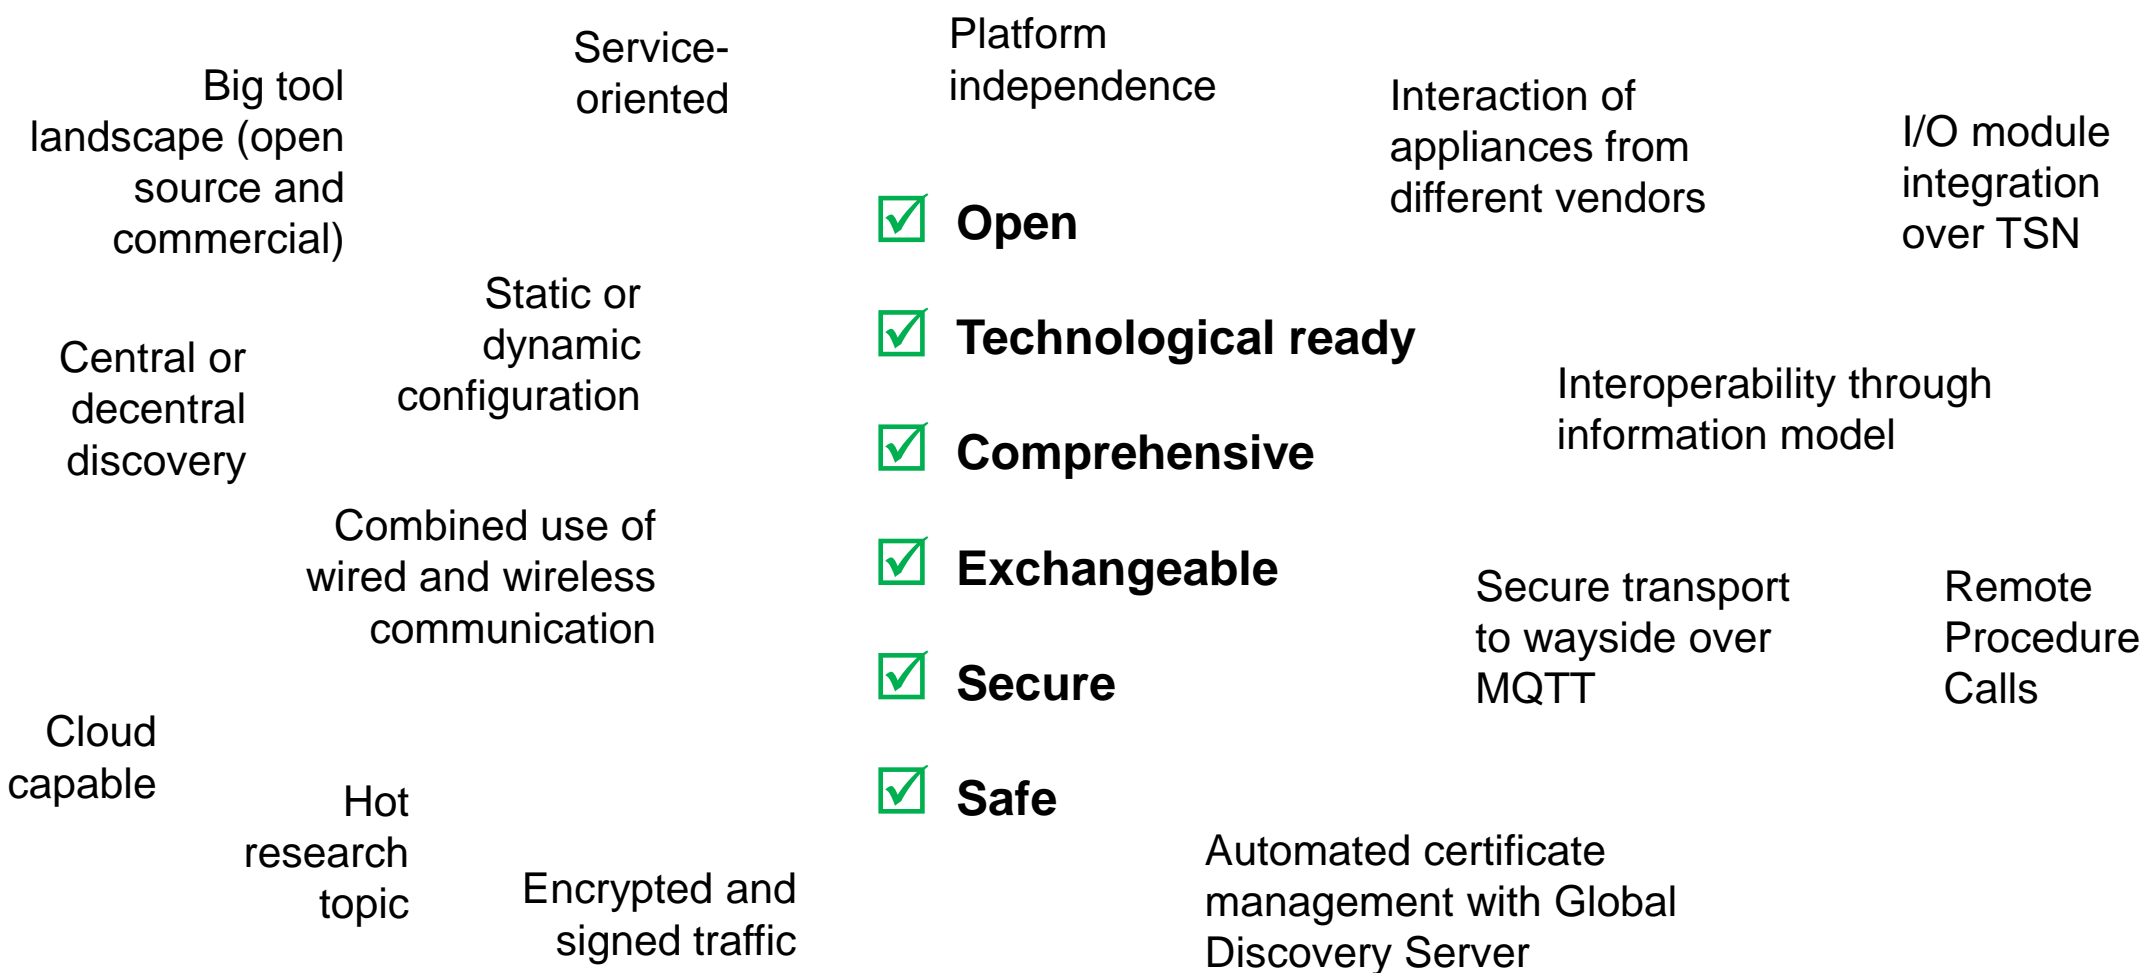 Service-
oriented
Platform
independence
Big tool
landscape (open
source and
commercial)
Interaction of
appliances from
different vendors
I/O module
integration
over TSN
Open
Static or
dynamic
configuration
Technological ready
Central or
decentral
discovery
Interoperability through
information model
Comprehensive
Combined use of
wired and wireless
communication
Exchangeable
Secure transport
to wayside over
MQTT
Remote
Procedure
Calls
Secure
Cloud
capable
Hot
research
topic
Safe
Encrypted and
signed traffic
Automated certificate
management with Global
Discovery Server